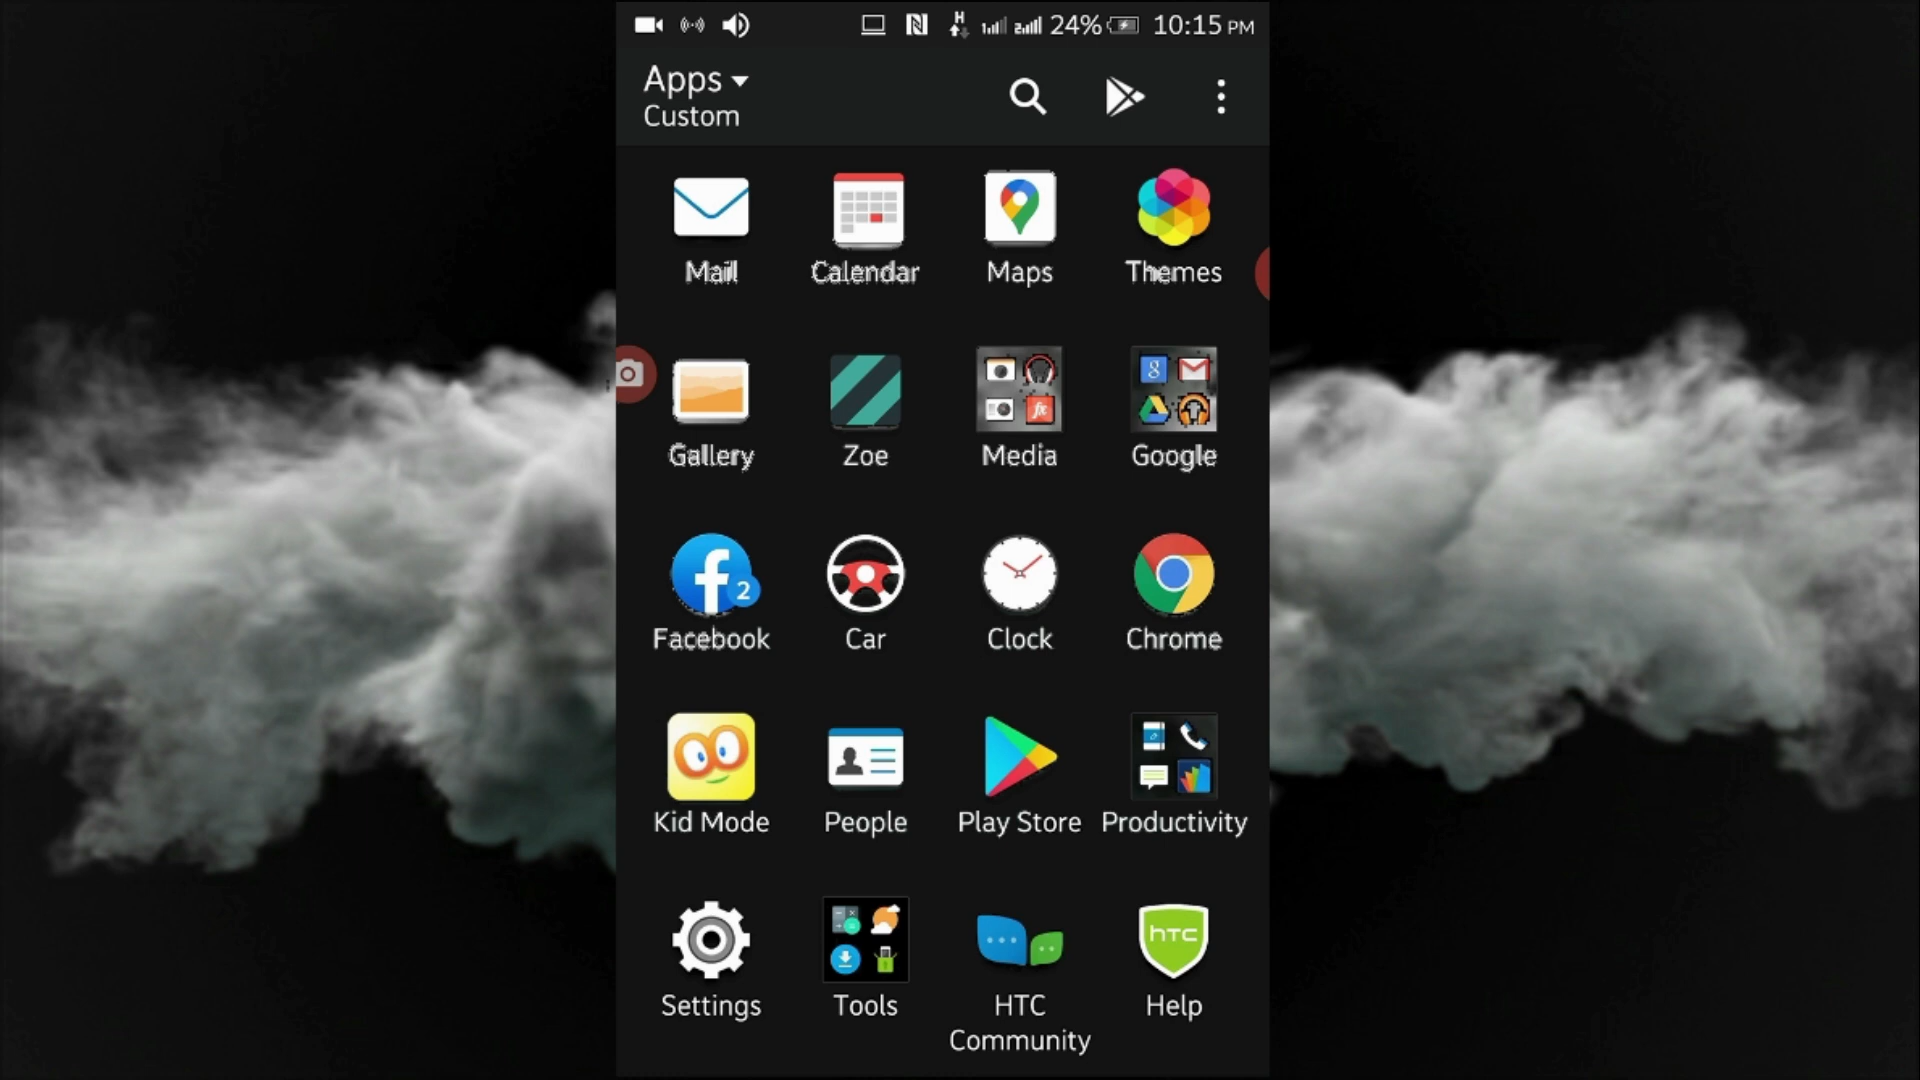 H 24% 10:15 PM
Apps
Custom
Mail Calendar Maps Themes
Gallery Zoe Media Google
2
Facebook Car Clock Chrome
Kid Mode People Play Store Productivity
hTC
Settings Tools HTC Community Help